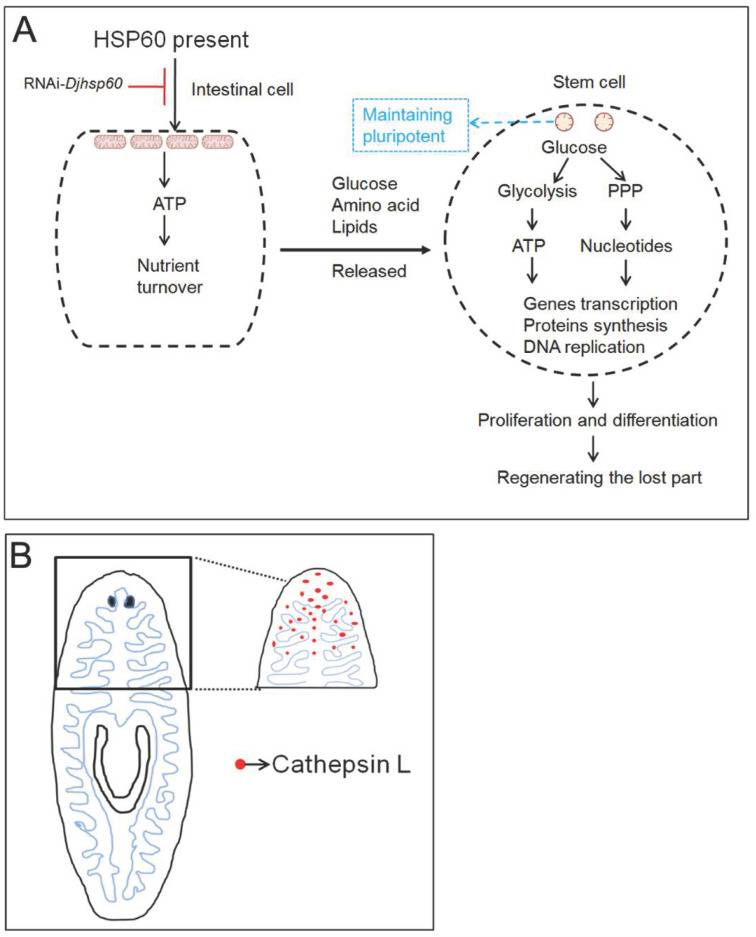 A
HSP60 present
RNAi-Djhsp60
Intestinal cell
ATP
Nutrient
turnover
Glucose
Amino acid
Lipids
Released
Maintaining
pluripotent
Stem cell
Glucose
Glycolysis
PPP
ATP
Nucleotides
Genes transcription
Proteins synthesis
DNA replication
Proliferation and differentiation
Regenerating the lost part
B
Cathepsin L